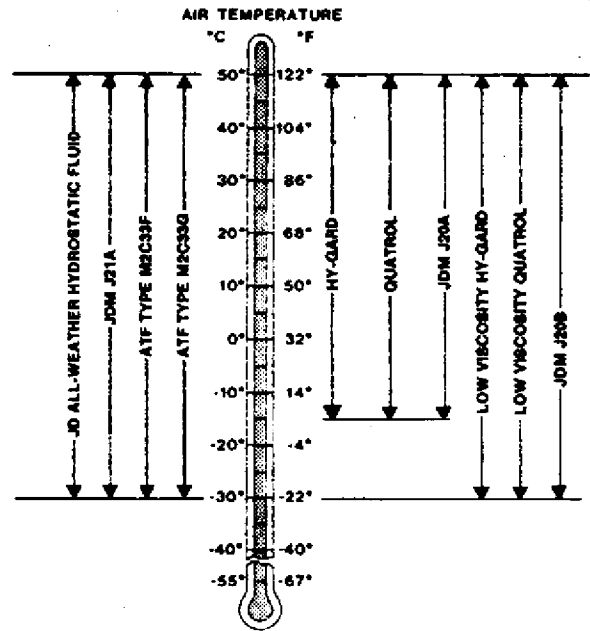 AIR TEMPERATURE
°C °F
50° 122°
40° 104°
30° 86°
20° 68°
10° 50°
0° 32°
-10° 14°
-20° -4°
-30° -22°
-40° -40°
-55° -67°
JD ALL-WEATHER HYDROSTATIC FLUID
JDM J21A
ATF TYPE M2C33F
ATF TYPE M2C33G
HY-GARD
QUATROL
JDM J20A
LOW VISCOSITY HY-GARD
LOW VISCOSITY QUATROL
JDM J20B